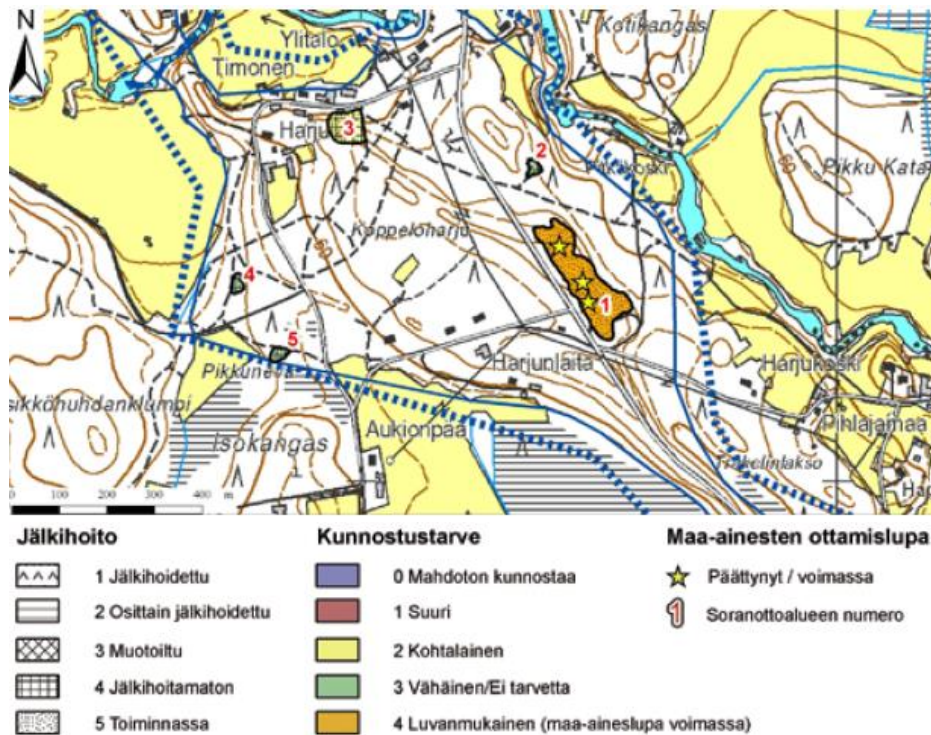 N
Ylitalo
Timonen
Kotikangas
Harju
3
2
Pikku Kata
Koppeloharju
60
60
4
1
5
Harjunlaita
Harjukoski
Pihlajamaa
Isokangas
Aukionpää
0 100 200 300 400 m
Jälkihoito
1 Jälkihoidettu
2 Osittain jälkihoidettu
3 Muotoiltu
4 Jälkihoitamaton
5 Toiminnassa
Kunnostustarve
0 Mahdoton kunnostaa
1 Suuri
2 Kohtalainen
3 Vähäinen/Ei tarvetta
4 Luvanmukainen (maa-aineslupa voimassa)
Maa-ainesten ottamislupa
Päättynyt / voimassa
1 Soranottoalueen numero